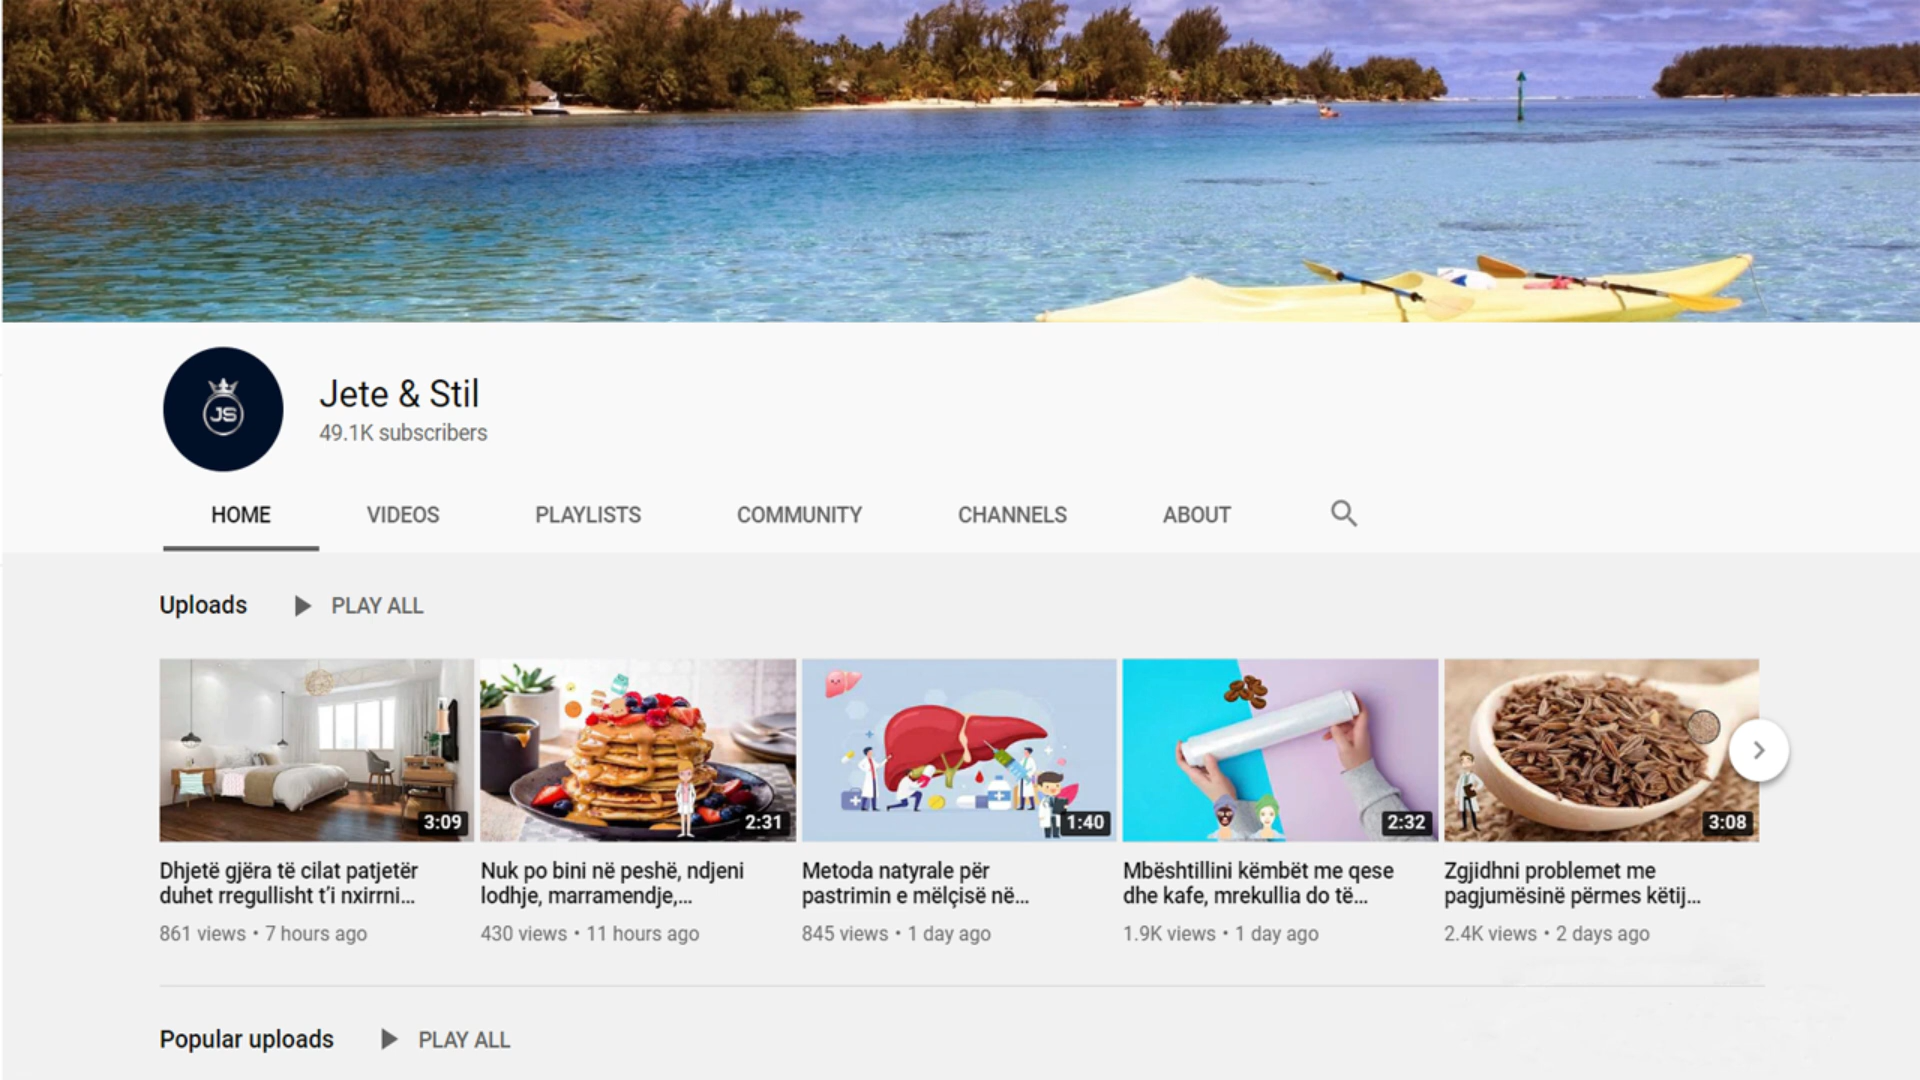 JS
Jete & Stil
49.1K subscribers
HOME VIDEOS PLAYLISTS COMMUNITY CHANNELS ABOUT
Uploads PLAY ALL
3:09 2:31 1:40 2:32 3:08
Dhjetë gjëra të cilat patjetër
duhet rregullisht t'i nxirrni...
861 views • 7 hours ago
Nuk po bini në peshë, ndjeni
lodhje, marramendje,...
430 views • 11 hours ago
Metoda natyrale për
pastrimin e mëlçisë në...
845 views • 1 day ago
Mbështillini këmbët me qese
dhe kafe, mrekullia do të...
1.9K views • 1 day ago
Zgjidhni problemet me
pagjumësinë përmes këtij...
2.4K views • 2 days ago
Popular uploads PLAY ALL